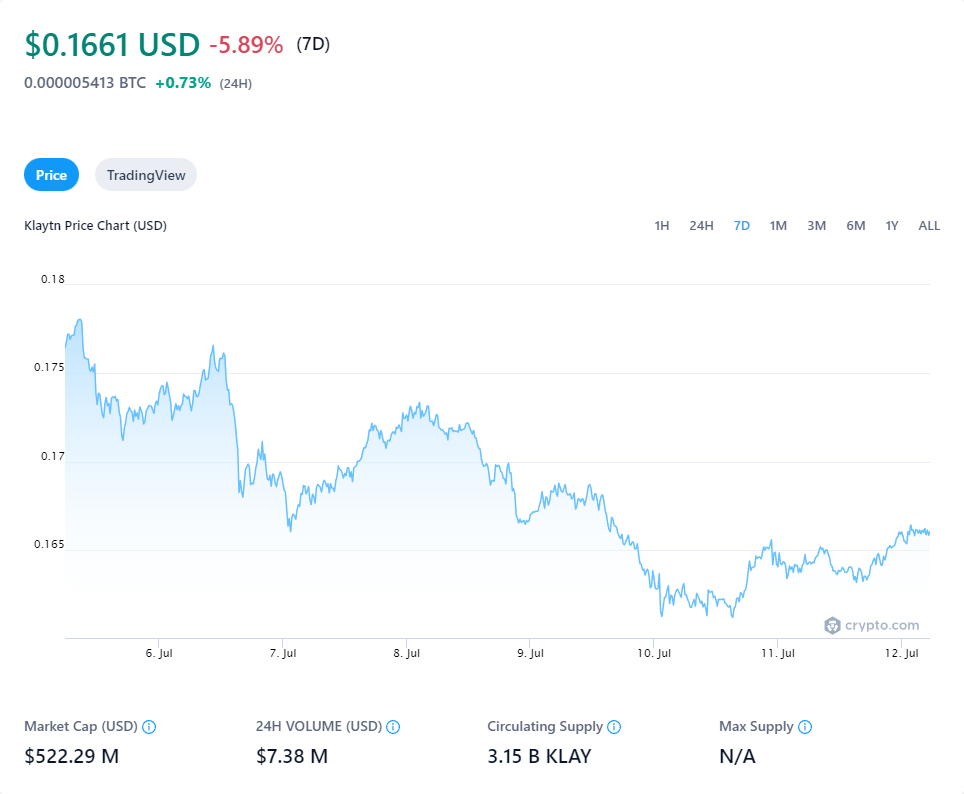 $0.1661 USD -5.89% (7D)
0.000005413 BTC +0.73% (24H)
Price TradingView
Klaytn Price Chart (USD) 1H 24H 7D 1M 3M 6M 1Y ALL
0.18
0.175
0.17
0.165
crypto.com
6. Jul 7. Jul 8. Jul 9. Jul 10. Jul 11. Jul 12. Jul
Market Cap (USD) 24H VOLUME (USD) Circulating Supply Max Supply
$522.29 M $7.38 M 3.15 B KLAY N/A